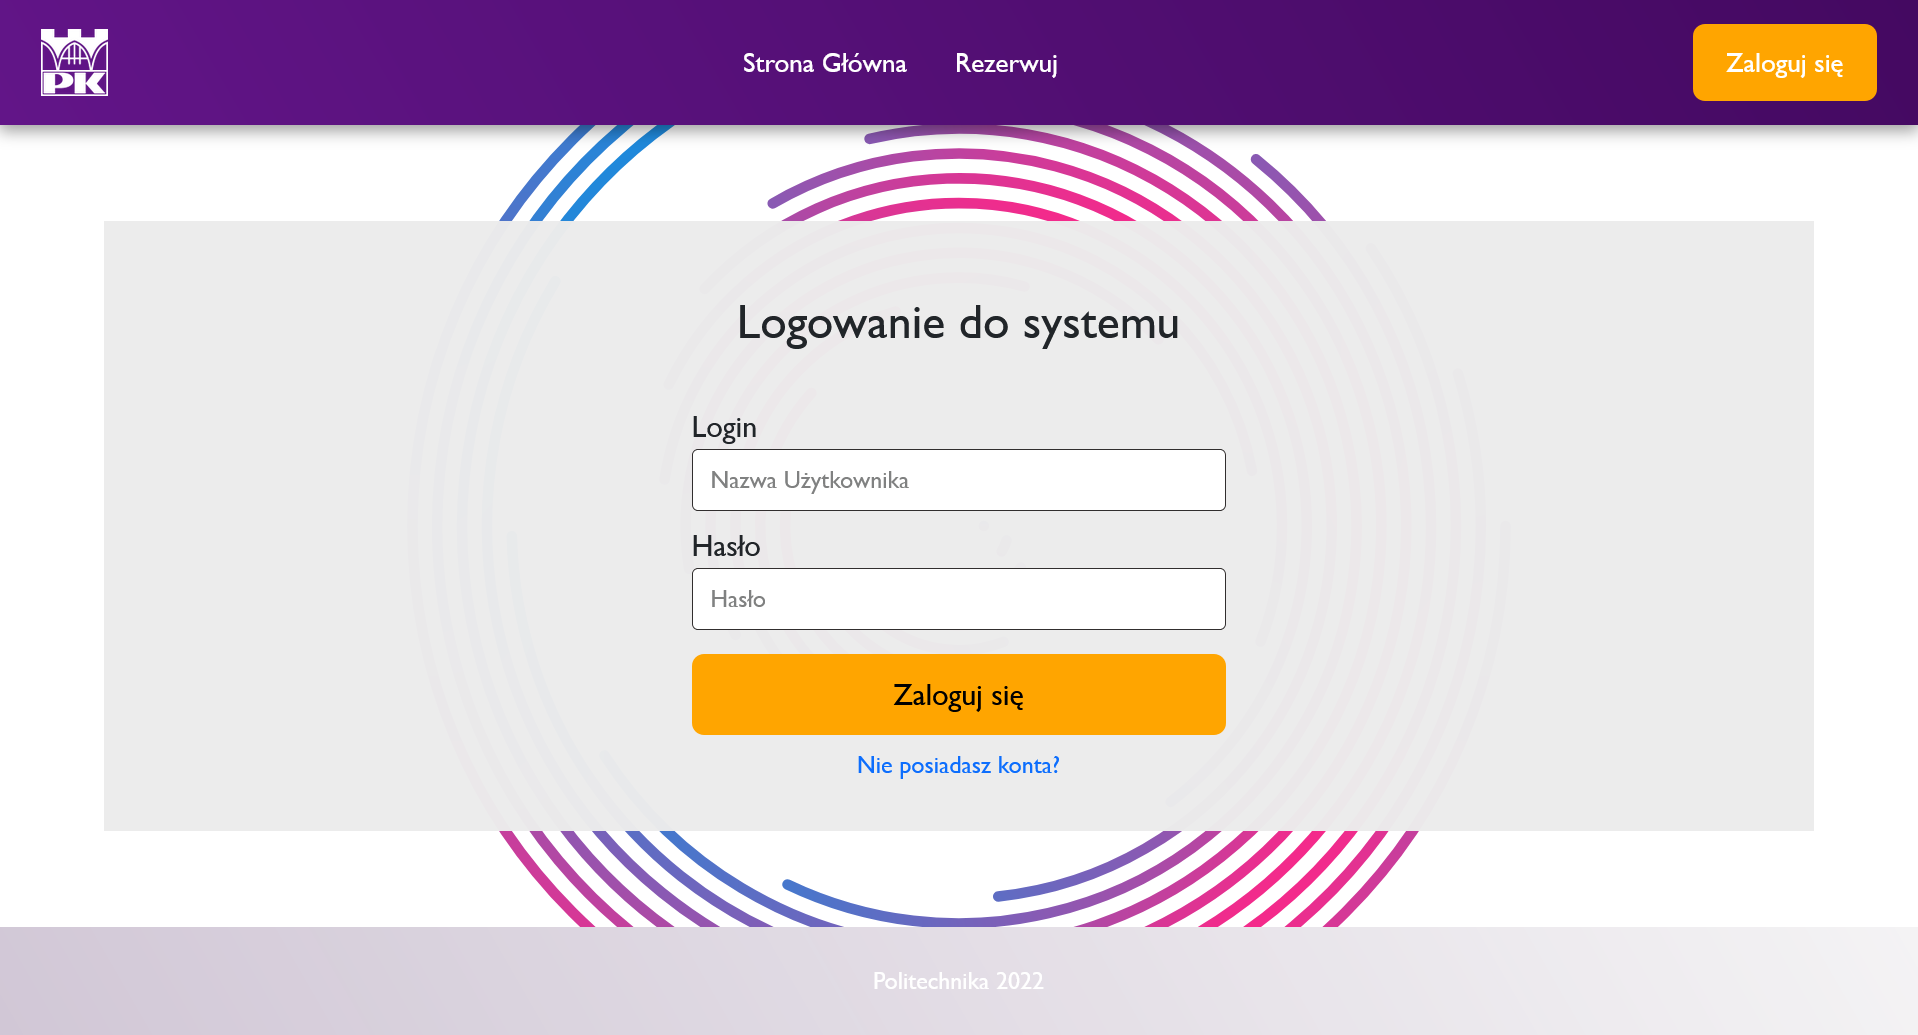 PK
Strona Główna
Rezerwuj
Zaloguj się
Logowanie do systemu
Login
Nazwa Użytkownika
Hasło
Hasło
Zaloguj się
Nie posiadasz konta?
Politechnika 2022